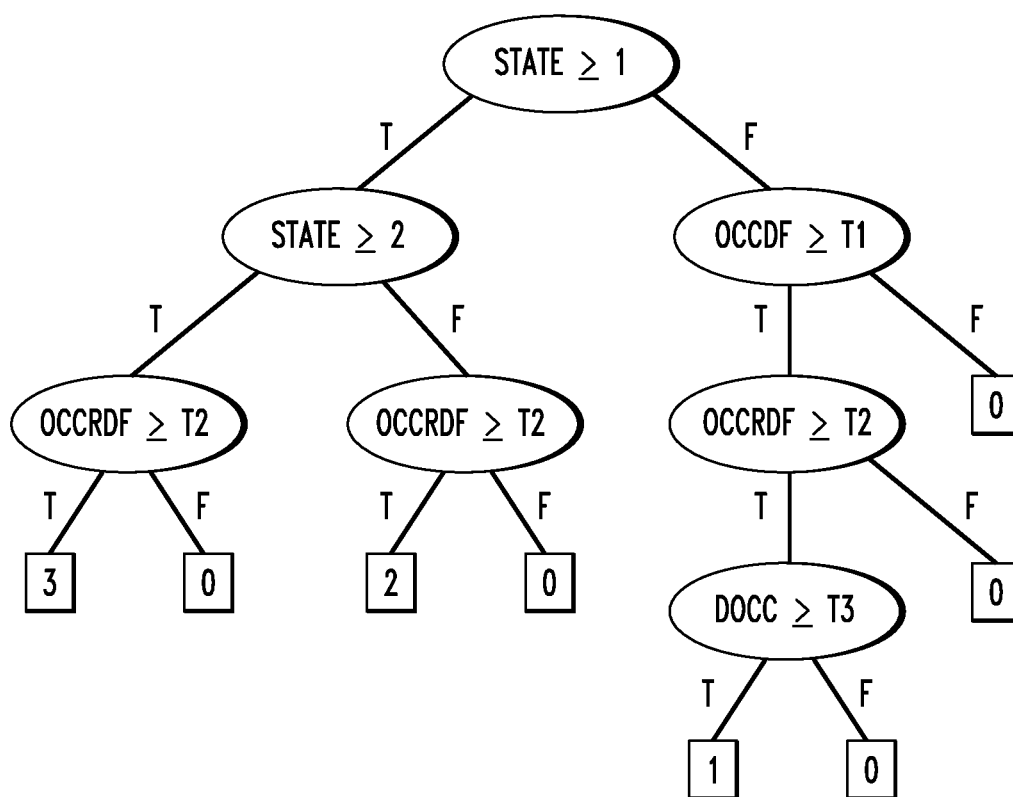 STATE ≥ 1
T
F
STATE ≥ 2
OCCDF ≥ T1
T
F
T
F
OCCRDF ≥ T2
OCCRDF ≥ T2
OCCRDF ≥ T2
0
T
F
T
F
T
F
3
0
2
0
DOCC ≥ T3
0
T
F
1
0